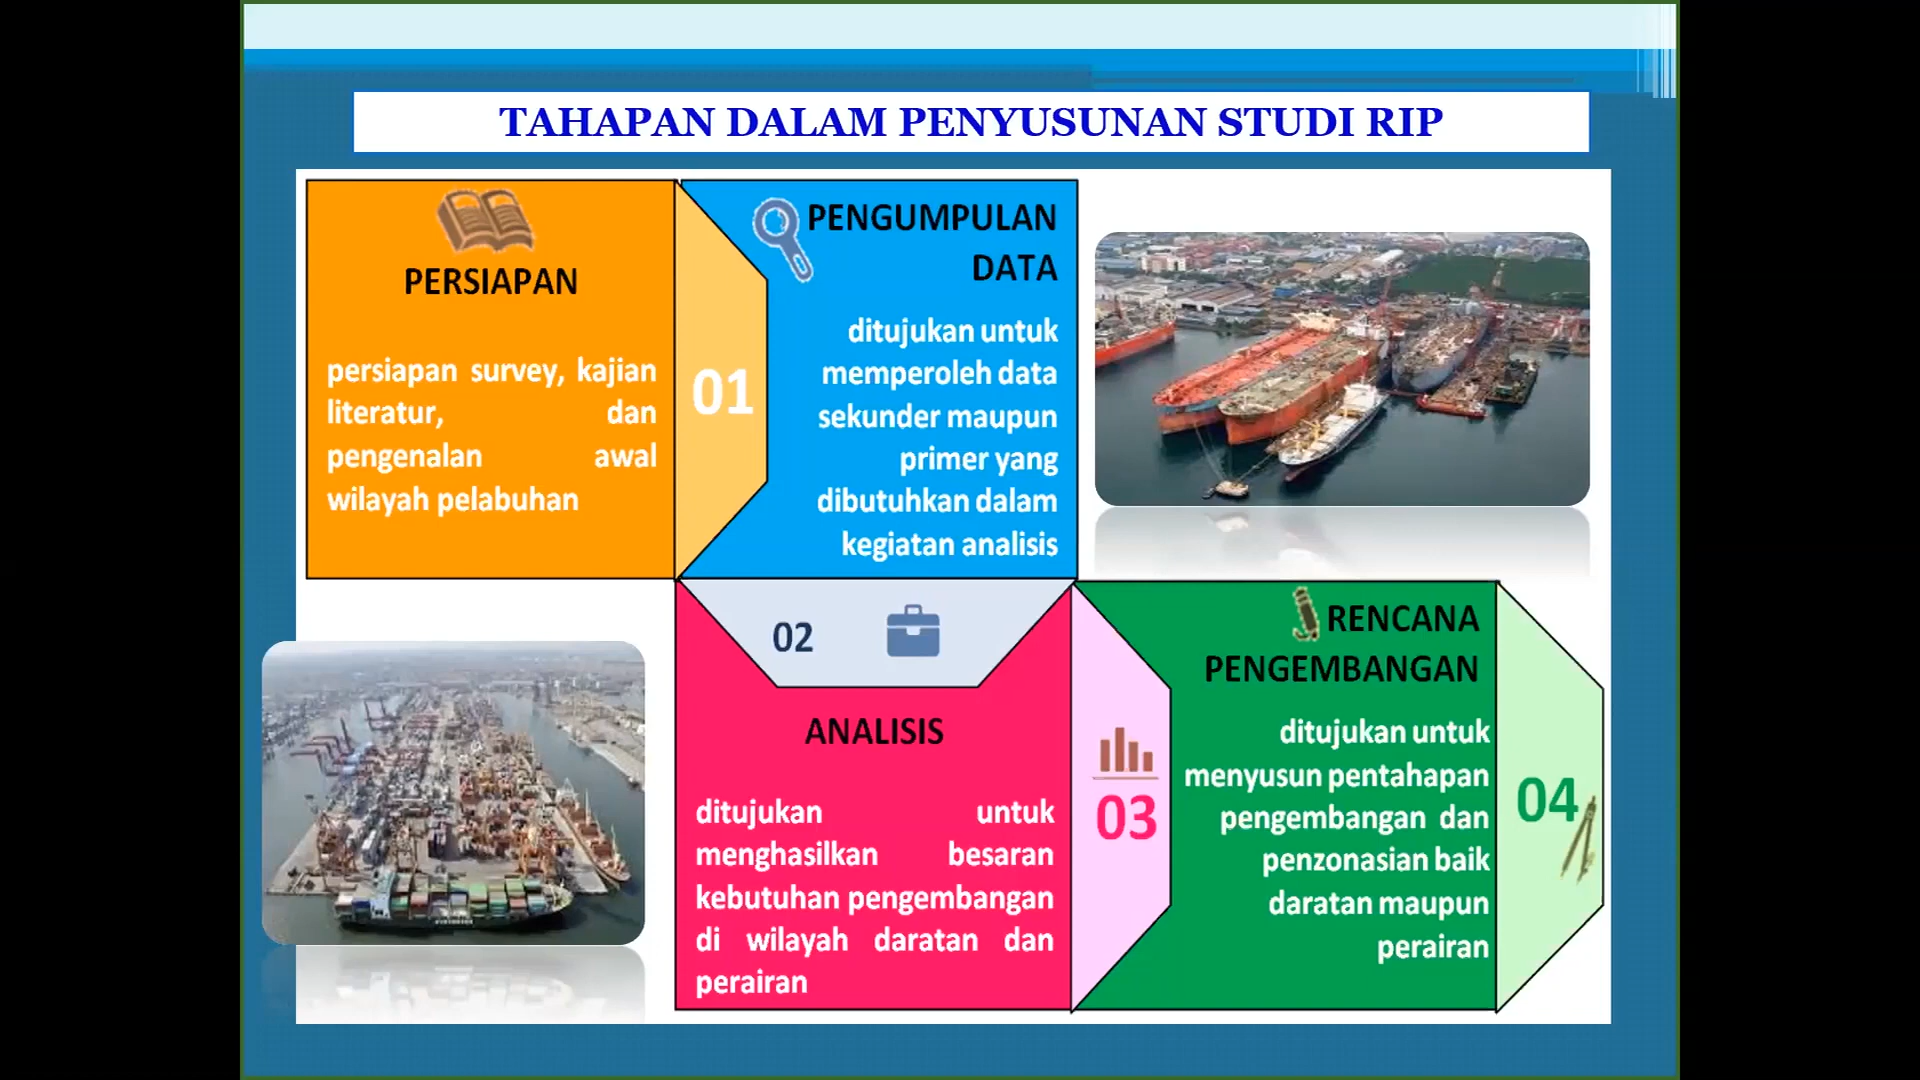 TAHAPAN DALAM PENYUSUNAN STUDI RIP
PERSIAPAN
persiapan survey, kajian
literatur, dan
pengenalan awal
wilayah pelabuhan
01
PENGUMPULAN
DATA
ditujukan untuk
memperoleh data
sekunder maupun
primer yang
dibutuhkan dalam
kegiatan analisis
02
ANALISIS
ditujukan untuk
menghasilkan besaran
kebutuhan pengembangan
di wilayah daratan dan
perairan
03
RENCANA
PENGEMBANGAN
ditujukan untuk
menyusun pentahapan
pengembangan dan
penzonasian baik
daratan maupun
perairan
04